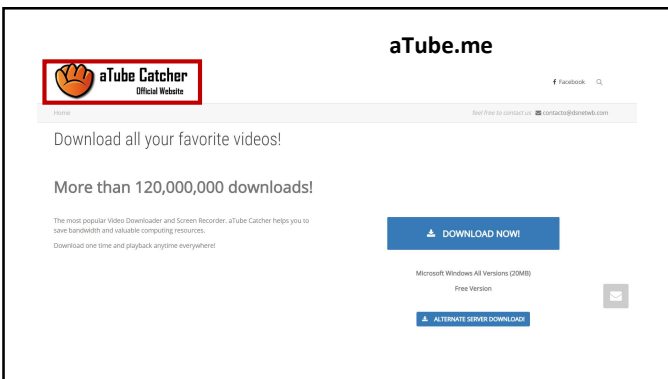 aTube.me
aTube Catcher
Official Website
Facebook
Home
feel free to contact us contacto@dsnetwb.com
Download all your favorite videos!
More than 120,000,000 downloads!
The most popular Video Downloader and Screen Recorder, aTube Catcher helps you to
save bandwidth and valuable computing resources.
Download one time and playback anytime everywhere!
DOWNLOAD NOW!
Microsoft Windows All Versions (20MB)
Free Version
ALTERNATE SERVER DOWNLOAD!